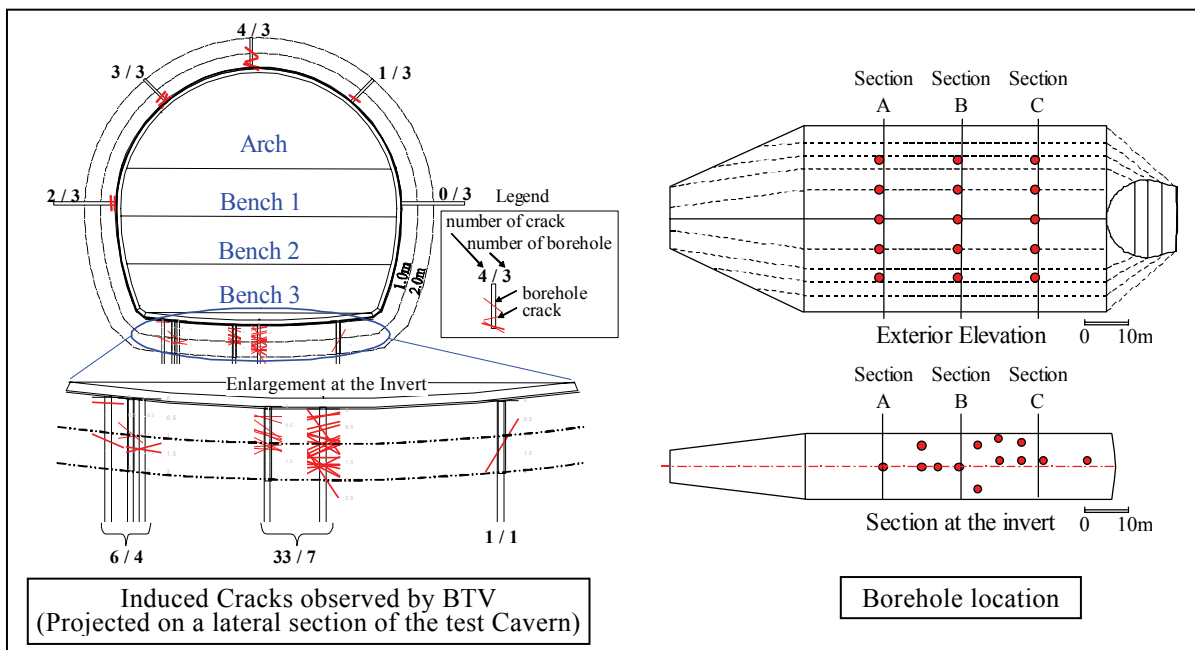 4 / 3
3 / 3
1 / 3
Arch
2 / 3
Bench 1
0 / 3
Bench 2
Bench 3
1.0m
2.0m
Legend
number of crack
number of borehole
4 / 3
borehole
crack
Enlargement at the Invert
6 / 4
33 / 7
1 / 1
Induced Cracks observed by BTV
(Projected on a lateral section of the test Cavern)
Section Section Section
A B C
Exterior Elevation
0 10m
Section Section Section
A B C
Section at the invert
0 10m
Borehole location